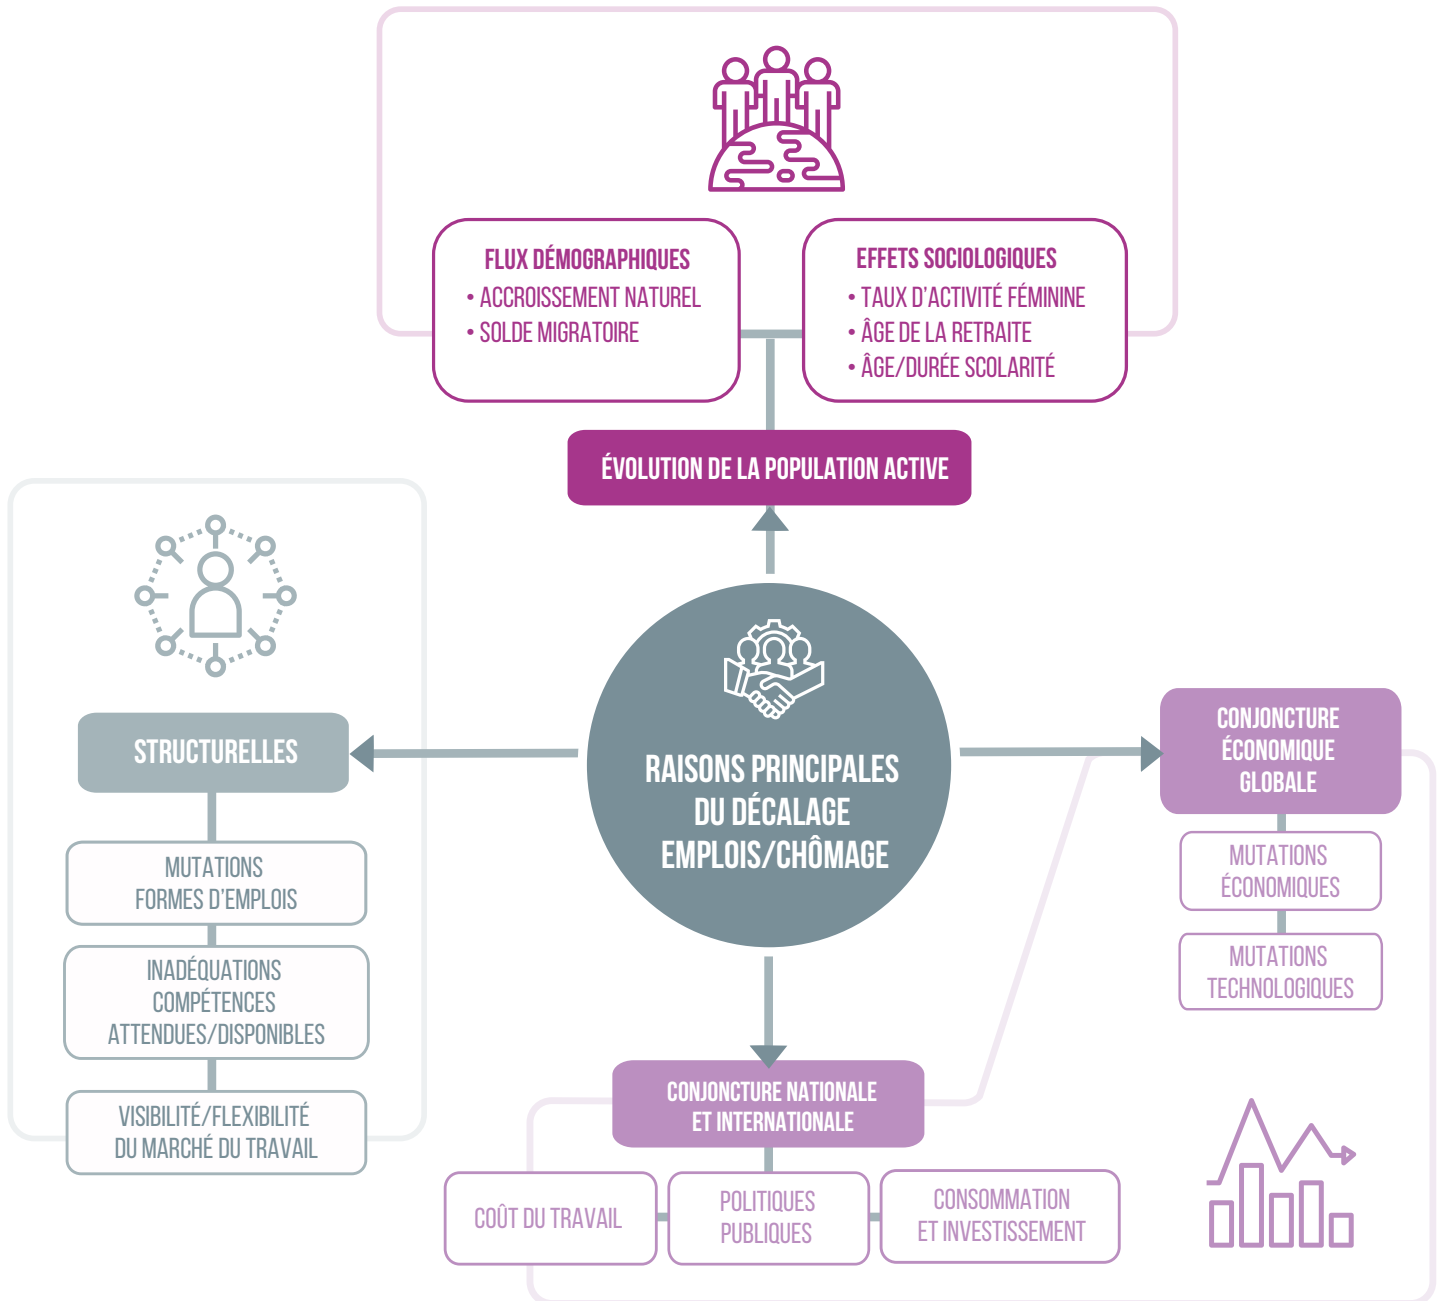 FLUX DÉMOGRAPHIQUES
• ACCROISSEMENT NATUREL
• SOLDE MIGRATOIRE
EFFETS SOCIOLOGIQUES
• TAUX D'ACTIVITÉ FÉMININE
• ÂGE DE LA RETRAITE
• ÂGE/DURÉE SCOLARITÉ
ÉVOLUTION DE LA POPULATION ACTIVE
RAISONS PRINCIPALES
DU DÉCALAGE
EMPLOIS/CHÔMAGE
STRUCTURELLES
MUTATIONS
FORMES D'EMPLOIS
INADÉQUATIONS
COMPÉTENCES
ATTENDUES/DISPONIBLES
VISIBILITÉ/FLEXIBILITÉ
DU MARCHÉ DU TRAVAIL
CONJONCTURE
ÉCONOMIQUE
GLOBALE
MUTATIONS
ÉCONOMIQUES
MUTATIONS
TECHNOLOGIQUES
CONJONCTURE NATIONALE
ET INTERNATIONALE
COÛT DU TRAVAIL
POLITIQUES
PUBLIQUES
CONSOMMATION
ET INVESTISSEMENT